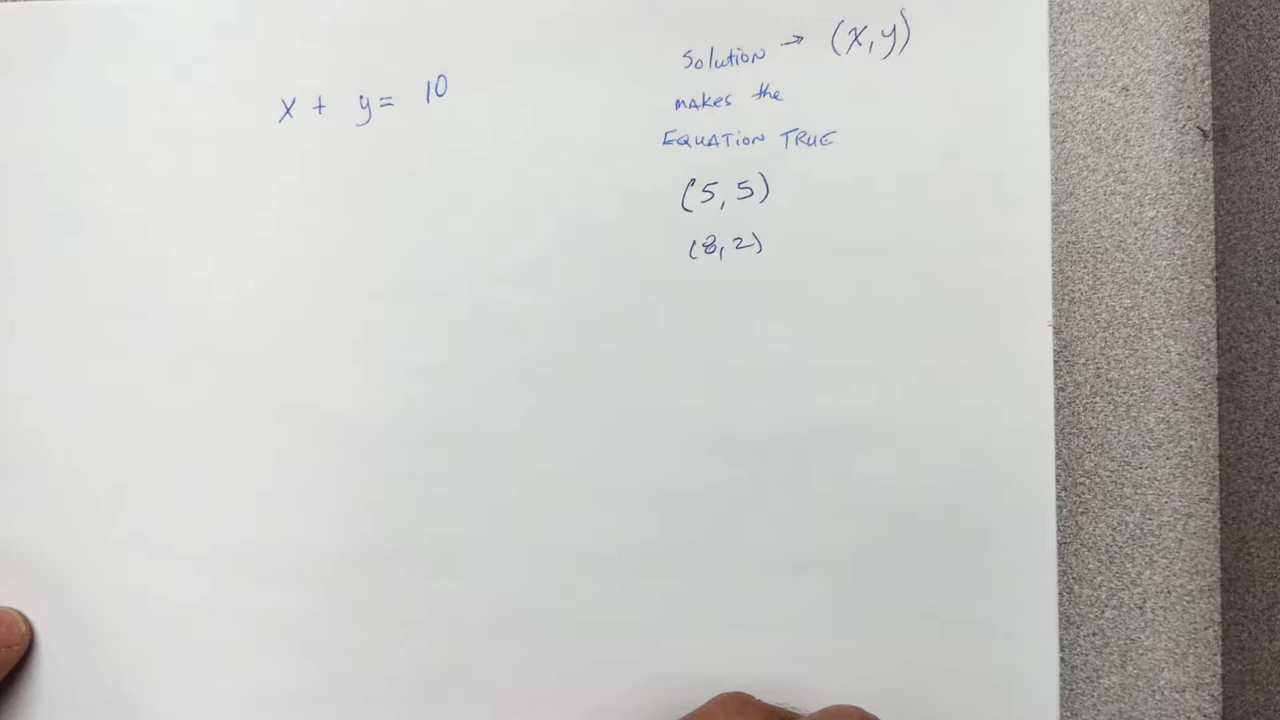 x + y = 10
Solution → (x,y)
makes the
EQUATION TRUE
(5,5)
(8,2)